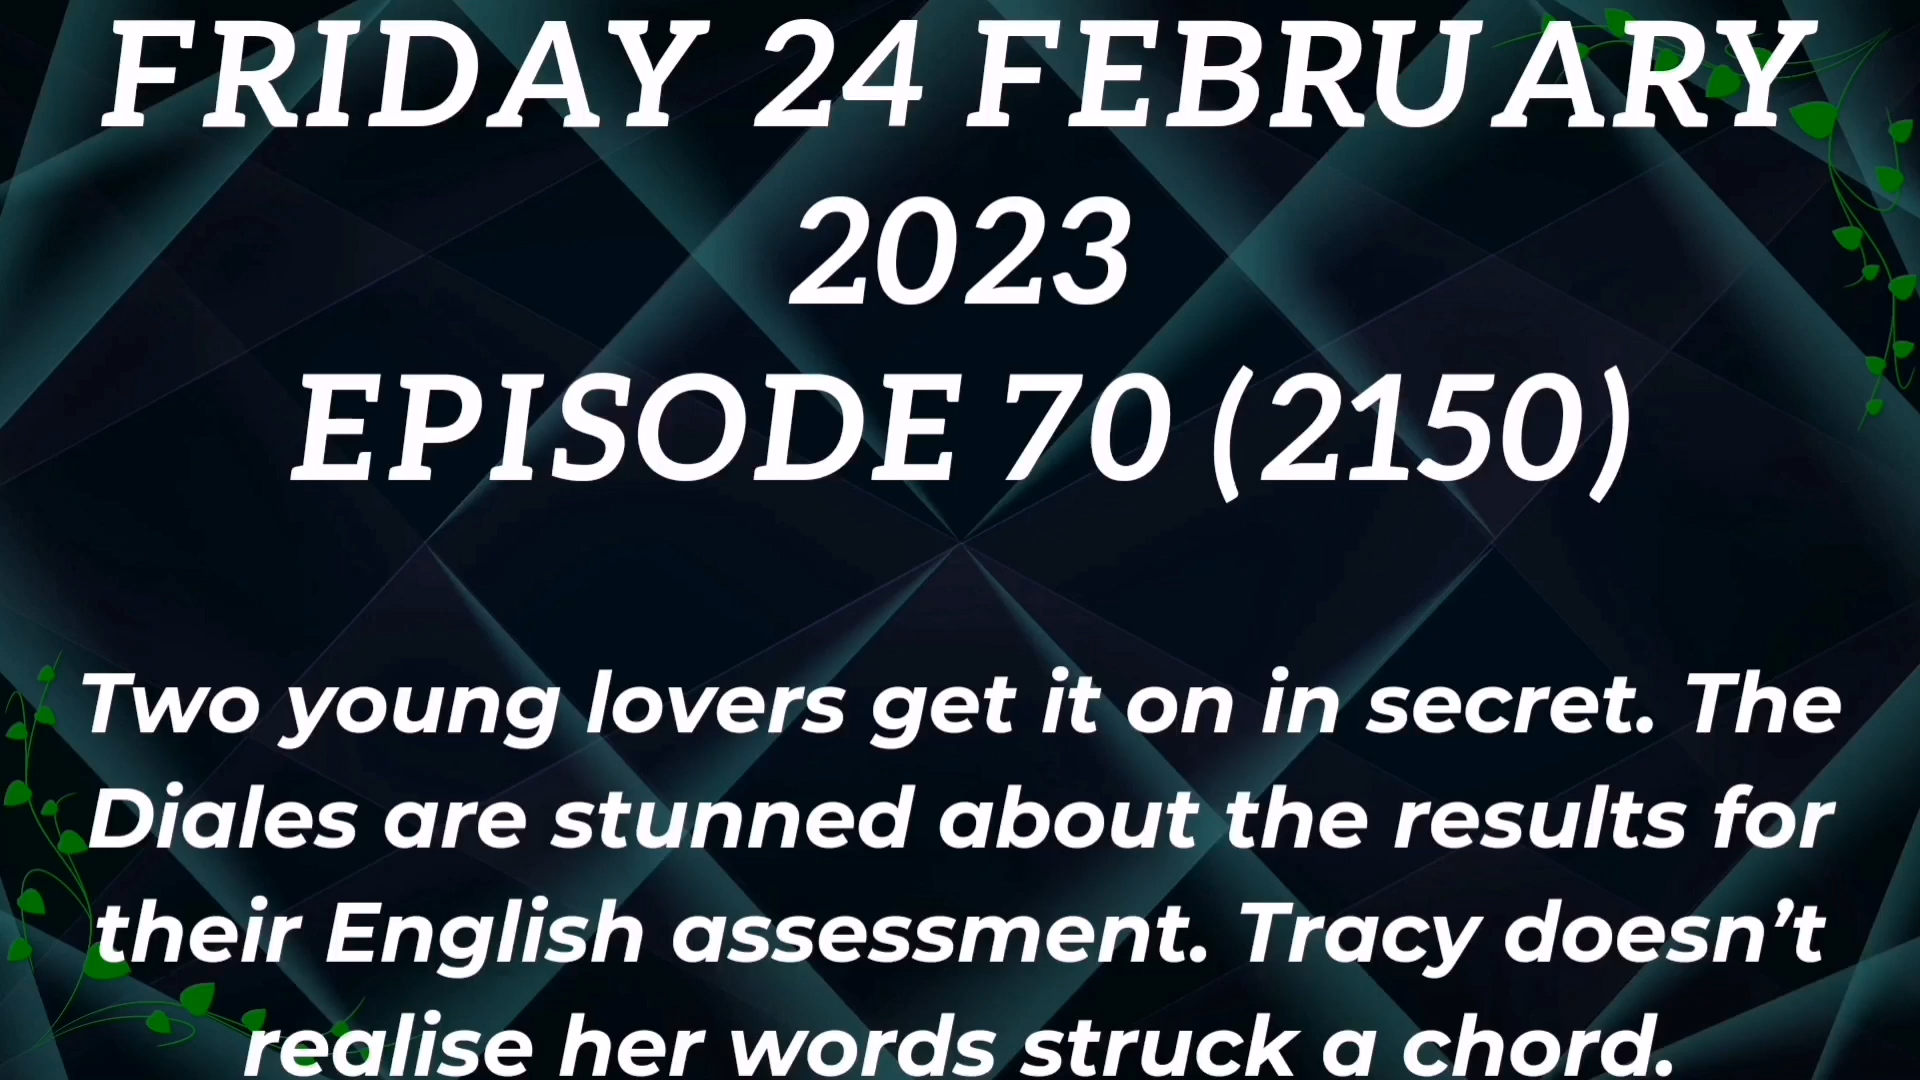 FRIDAY 24 FEBRUARY
2023
EPISODE 70 (2150)
Two young lovers get it on in secret. The
Diales are stunned about the results for
their English assessment. Tracy doesn’t
realise her words struck a chord.